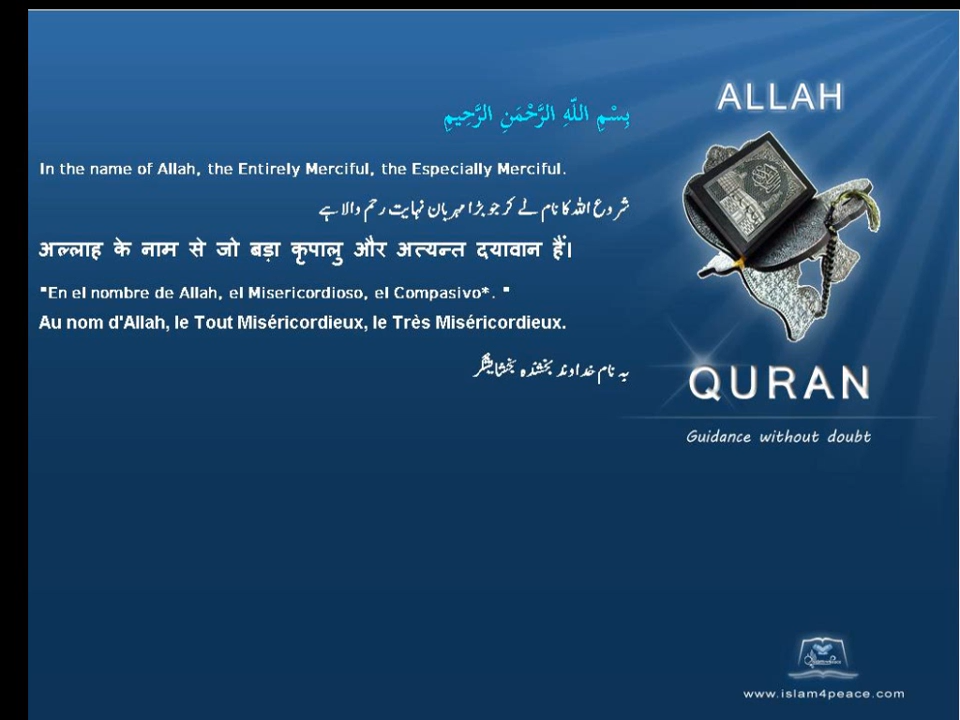 بِسْمِ اللَّهِ الرَّحْمَنِ الرَّحِيمِ
In the name of Allah, the Entirely Merciful, the Especially Merciful.
شروع الله کا نام لے کر جو بڑا مہربان نہایت رحم والا ہے
अल्लाह के नाम से जो बड़ा कृपालु और अत्यन्त दयावान हैं।
"En el nombre de Allah, el Misericordioso, el Compasivo*. "
Au nom d'Allah, le Tout Miséricordieux, le Très Miséricordieux.
به نام خداوند بخشنده بخشایشگر
ALLAH
QURAN
Guidance without doubt
www.islam4peace.com